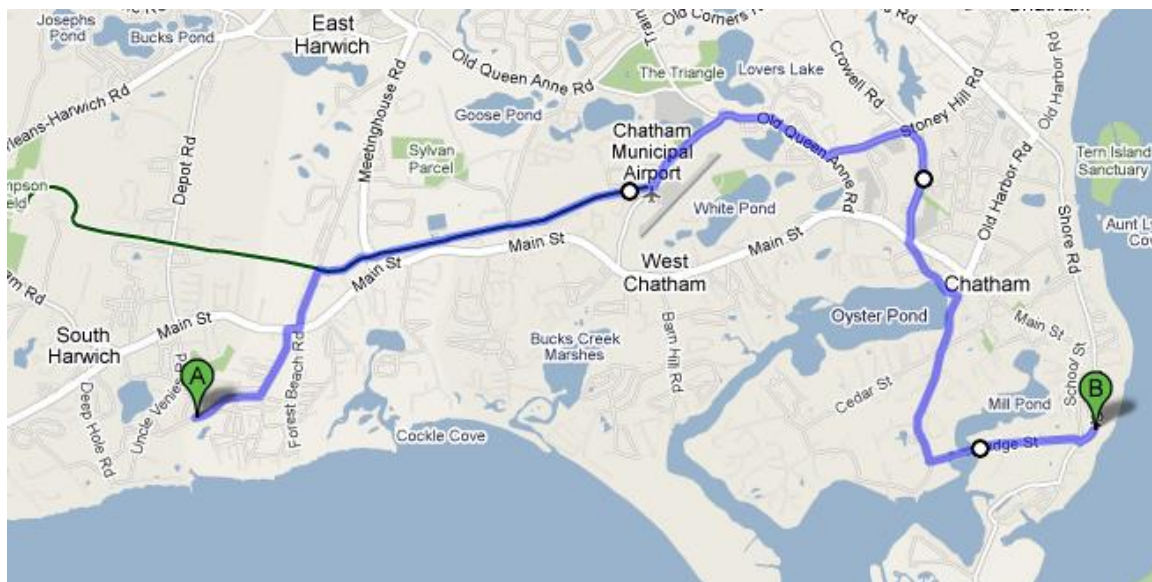 Chatham
Josephs
Pond
Bucks Pond
East
Harwich
Old Queen Anne Rd
Old Corners Rd
The Triangle
Lovers Lake
Crowell Rd
Stoney Hill Rd
Old Harbor Rd
Depot Rd
Meetinghouse Rd
Goose Pond
Sylvan
Parcel
Chatham
Municipal
Airport
Old Queen Anne Rd
White Pond
Old Harbor Rd
Shore Rd
Tern Island
Sanctuary
Main St
Main St
Main St
West
Chatham
Chatham
Oyster Pond
Main St
South
Harwich
Main St
Uncle Venies Rd
Deep Hole Rd
Forest Beach Rd
Bucks Creek
Marshes
Barn Hill Rd
Cedar St
School St
Mill Pond
Cockle Cove
A
B